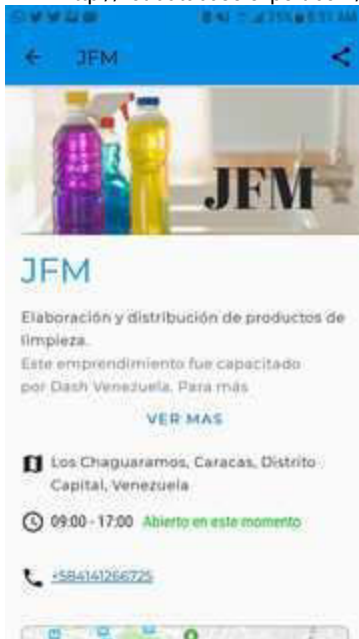 JFM
JFM
JFM
Elaboración y distribución de productos de
limpieza.
Este emprendimiento fue capacitado
por Dash Venezuela. Para más
VER MAS
Los Chaguaramos, Caracas, Distrito
Capital, Venezuela
09:00 - 17:00 Abierto en este momento
+584141266725